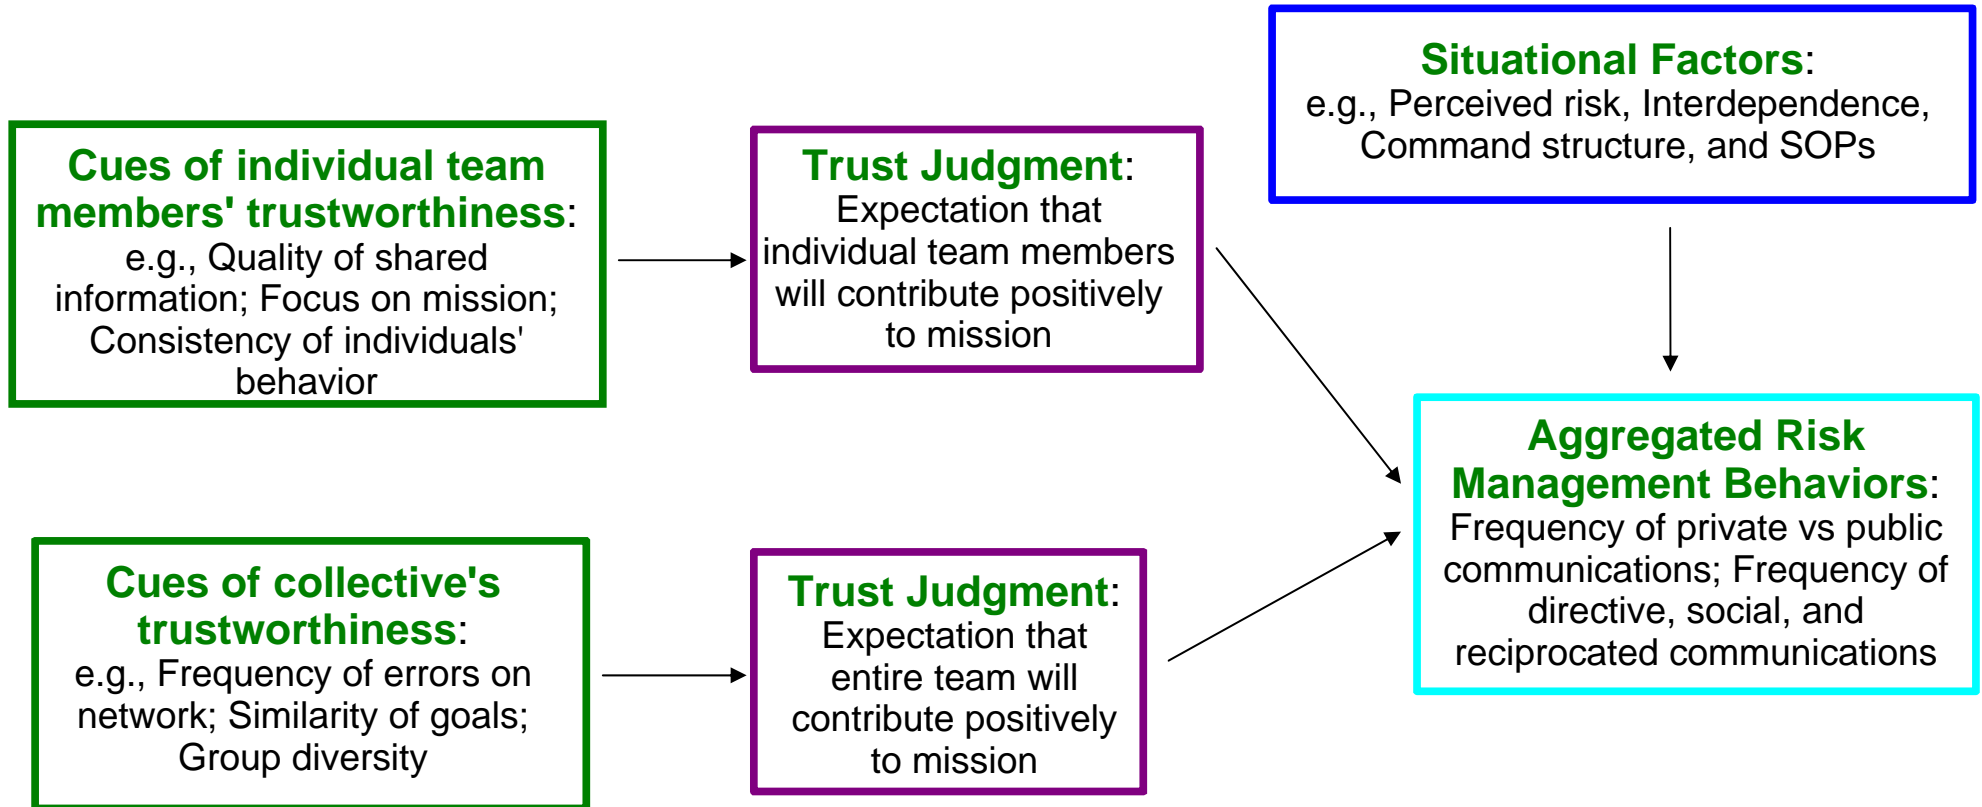 Situational Factors:
e.g., Perceived risk, Interdependence,
Command structure, and SOPs
Cues of individual team
members' trustworthiness:
e.g., Quality of shared
information; Focus on mission;
Consistency of individuals'
behavior
Trust Judgment:
Expectation that
individual team members
will contribute positively
to mission
Aggregated Risk
Management Behaviors:
Frequency of private vs public
communications; Frequency of
directive, social, and
reciprocated communications
Cues of collective's
trustworthiness:
e.g., Frequency of errors on
network; Similarity of goals;
Group diversity
Trust Judgment:
Expectation that
entire team will
contribute positively
to mission